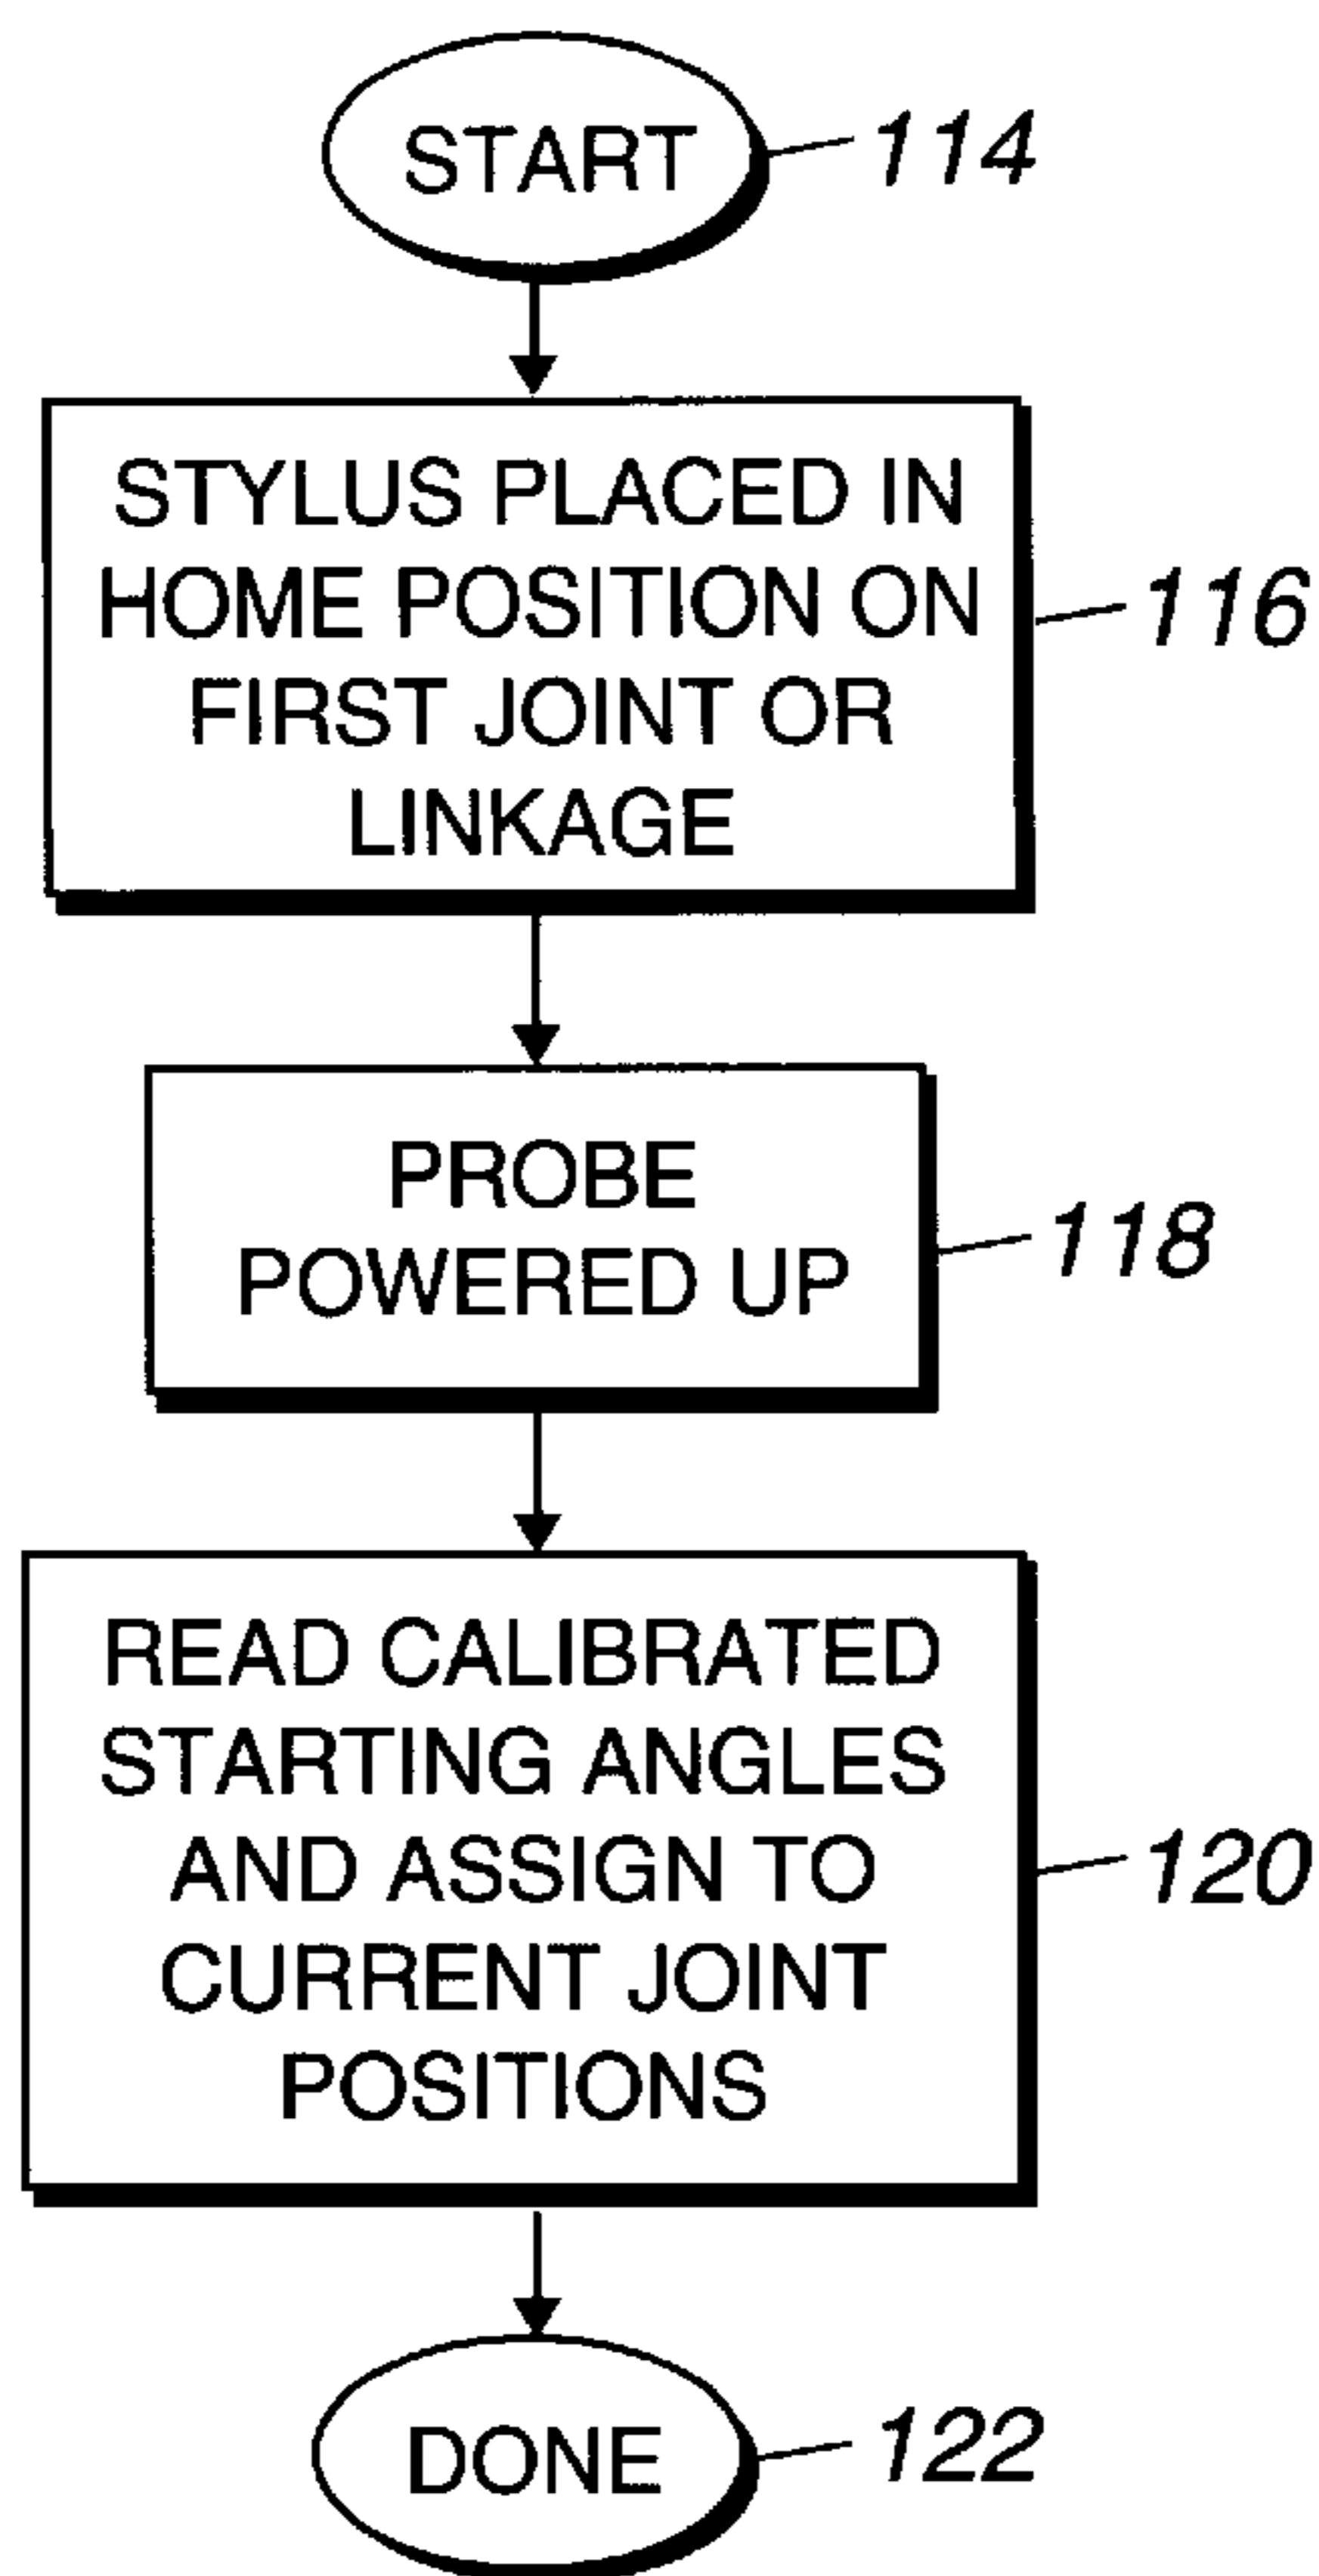 START
114
STYLUS PLACED IN
HOME POSITION ON
FIRST JOINT OR
LINKAGE
116
PROBE
POWERED UP
118
READ CALIBRATED
STARTING ANGLES
AND ASSIGN TO
CURRENT JOINT
POSITIONS
120
DONE
122